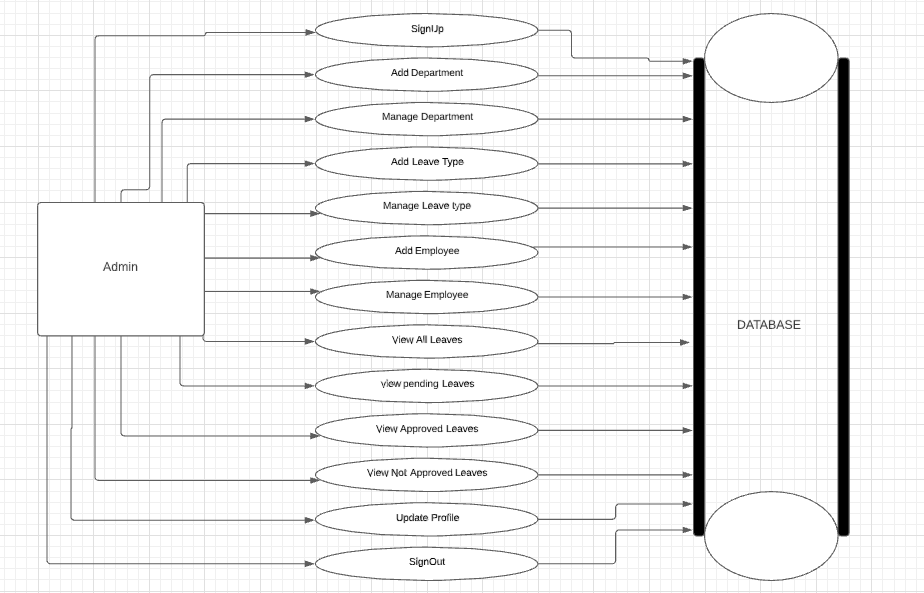 SignUp
Add Department
Manage Department
Add Leave Type
Manage Leave type
Add Employee
Admin
Manage Employee
DATABASE
View All Leaves
view pending Leaves
View Approved Leaves
View Not Approved Leaves
Update Profile
SignOut